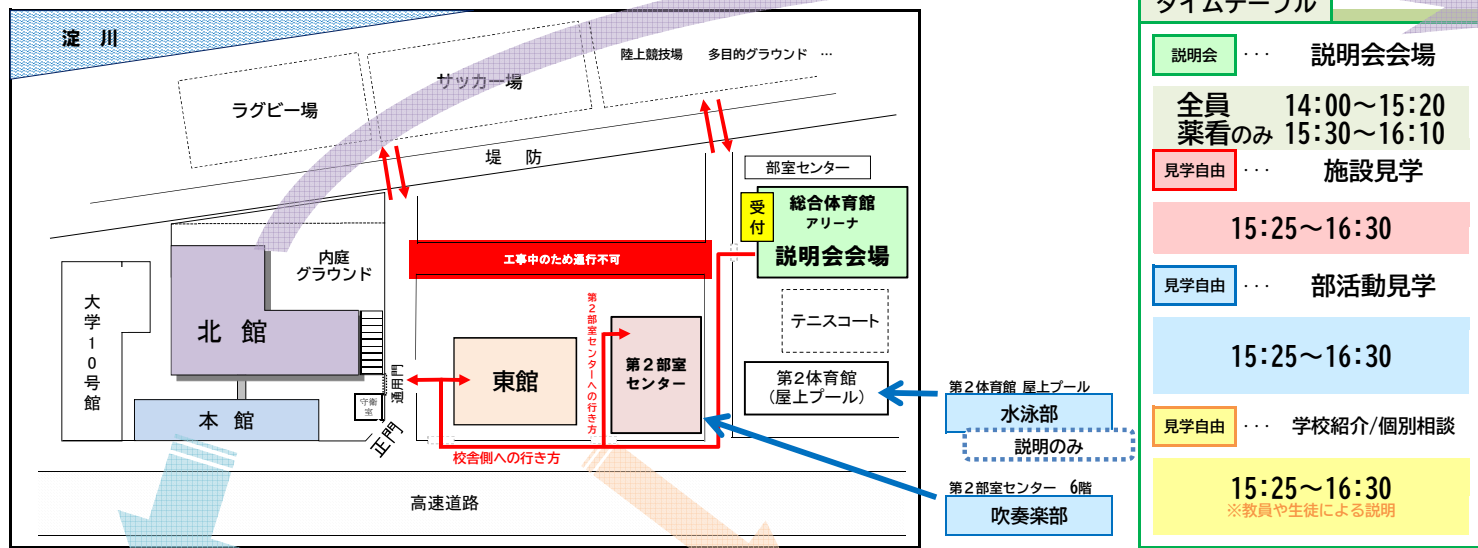 淀 川
ラグビー場
サッカー場
陸上競技場 多目的グラウンド …
堤 防
部室センター
受付
総合体育館
アリーナ
説明会会場
工事中のため通行不可
内庭
グラウンド
大学10号館
北 館
本 館
守衛室
通用門
正門
東館
第2部室センターへの行き方
第2部室
センター
テニスコート
第2体育館
(屋上プール)
校舎側への行き方
高速道路
第2体育館 屋上プール
水泳部
説明のみ
第2部室センター 6階
吹奏楽部
タイムテーブル
説明会 ・・・ 説明会会場
全員 14:00～15:20
薬看のみ 15:30～16:10
見学自由 ・・・ 施設見学
15:25～16:30
見学自由 ・・・ 部活動見学
15:25～16:30
見学自由 ・・・ 学校紹介/個別相談
15:25～16:30
※教員や生徒による説明